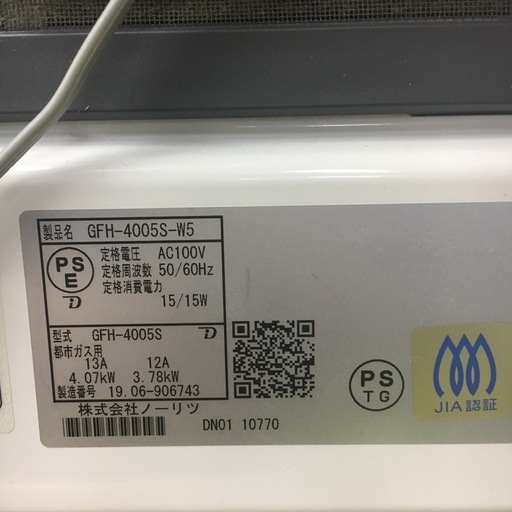 製品名 GFH-4005S-W5
PS
E
定格電圧 AC100V
定格周波数 50/60Hz
定格消費電力
15/15W
型式 GFH-4005S
都市ガス用
13A 12A
4.07kW 3.78kW
製造番号 19.06-906743
株式会社ノーリツ
DN01 10770
PS
TG
JIA認証